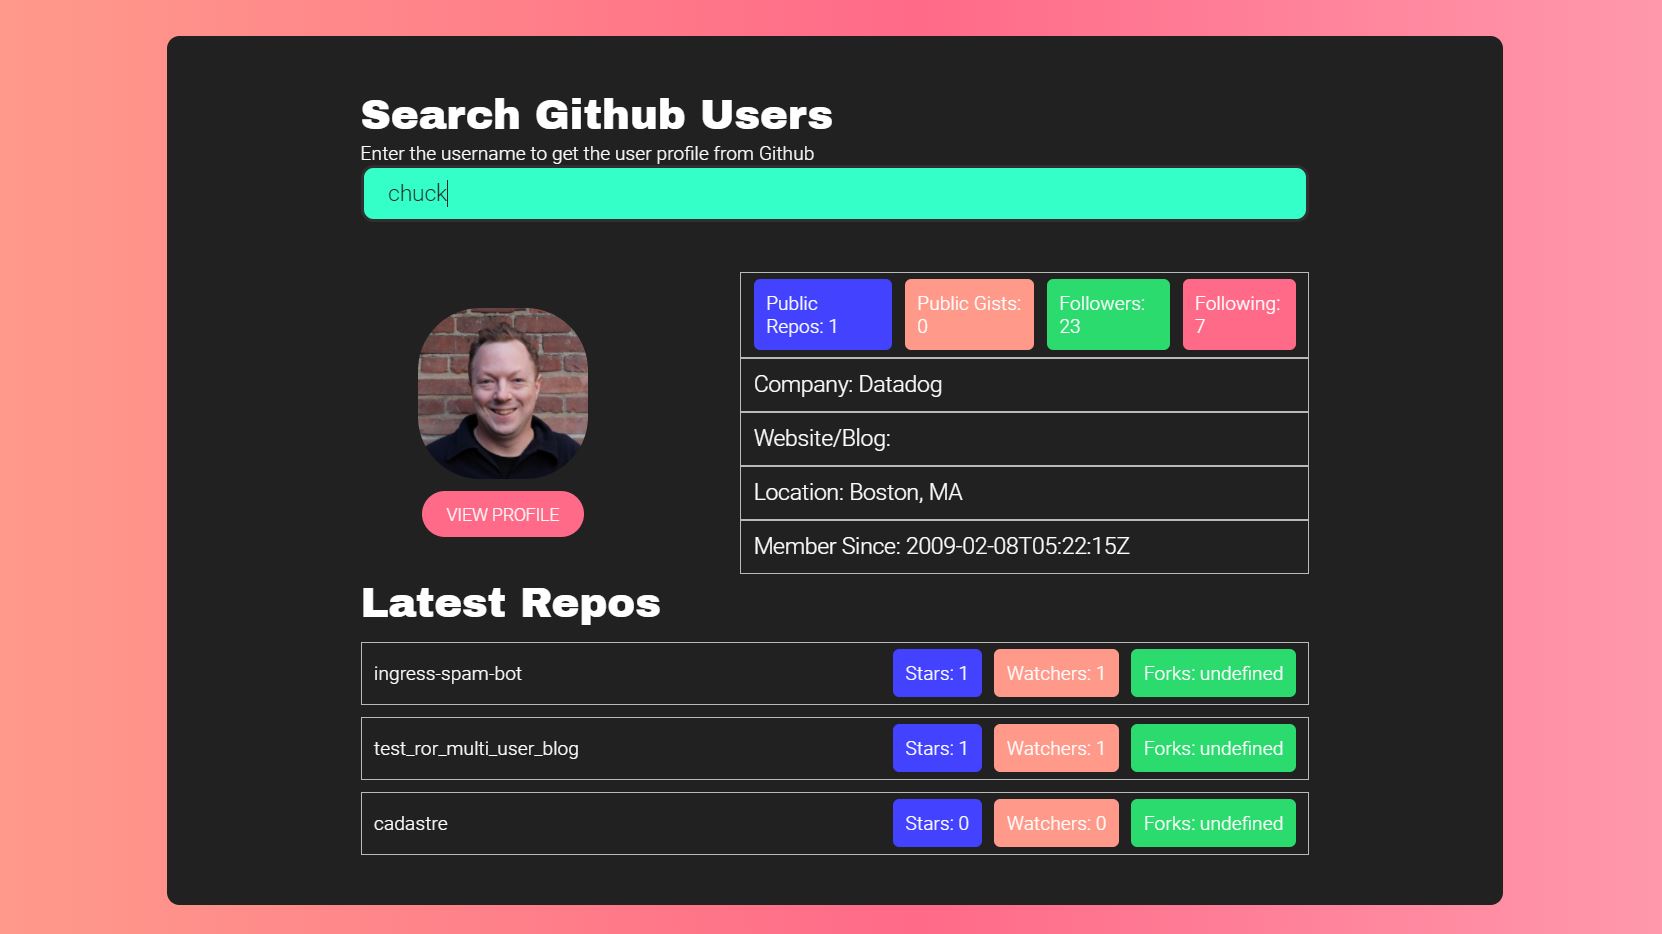 Search Github Users
Enter the username to get the user profile from Github
chuck
Public
Repos: 1
Public Gists:
0
Followers:
23
Following:
7
Company: Datadog
Website/Blog:
Location: Boston, MA
Member Since: 2009-02-08T05:22:15Z
VIEW PROFILE
Latest Repos
ingress-spam-bot
Stars: 1
Watchers: 1
Forks: undefined
test_ror_multi_user_blog
Stars: 1
Watchers: 1
Forks: undefined
cadastre
Stars: 0
Watchers: 0
Forks: undefined